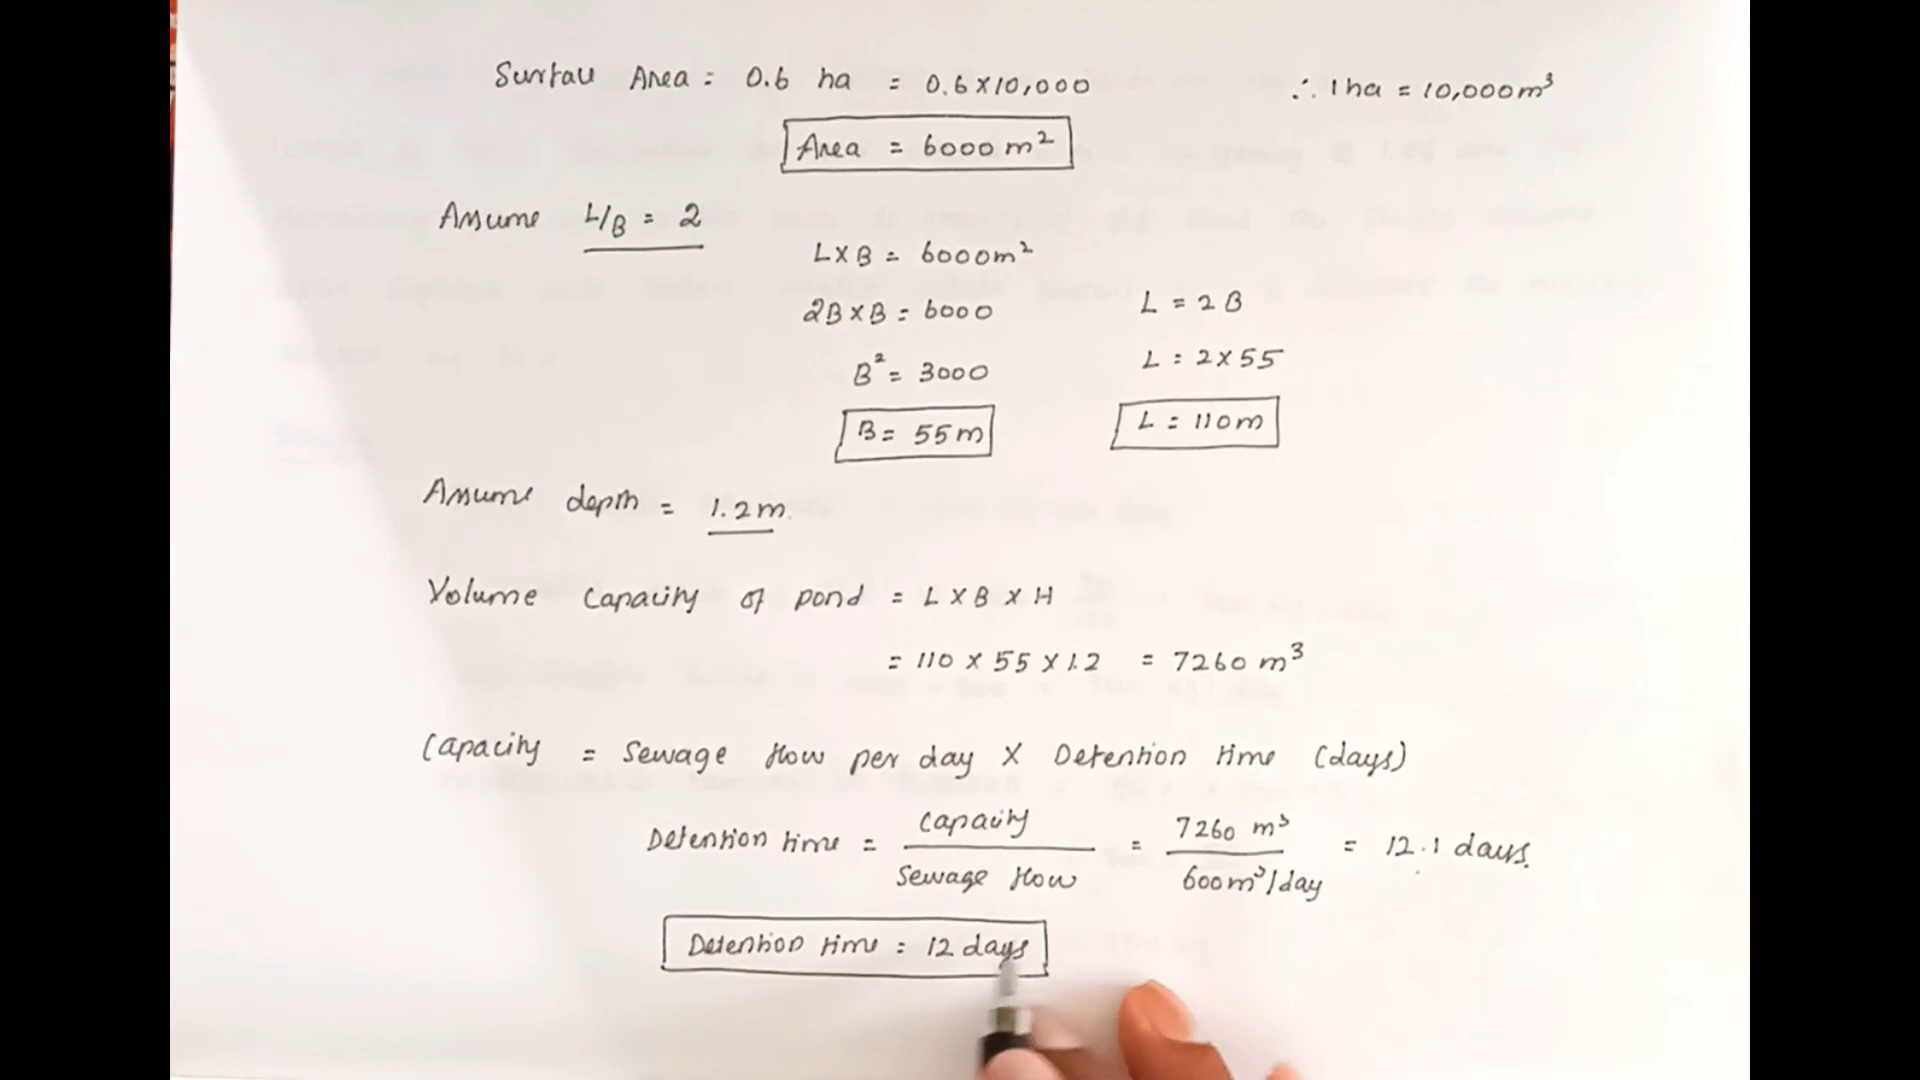 Surface Area = 0.6 ha = 0.6 x 10,000 ∴ 1 ha = 10,000 m³
Area = 6000 m²
Assume L/B = 2
L x B = 6000 m²
2B x B = 6000
L = 2 B
B² = 3000
L = 2 x 55
B = 55 m
L = 110 m
Assume depth = 1.2 m.
Volume Capacity of pond = L x B x H
= 110 x 55 x 1.2 = 7260 m³
Capacity = Sewage flow per day x Detention time (days)
Detention time = Capacity / Sewage flow = 7260 m³ / 600 m³/day = 12.1 days.
Detention time = 12 days